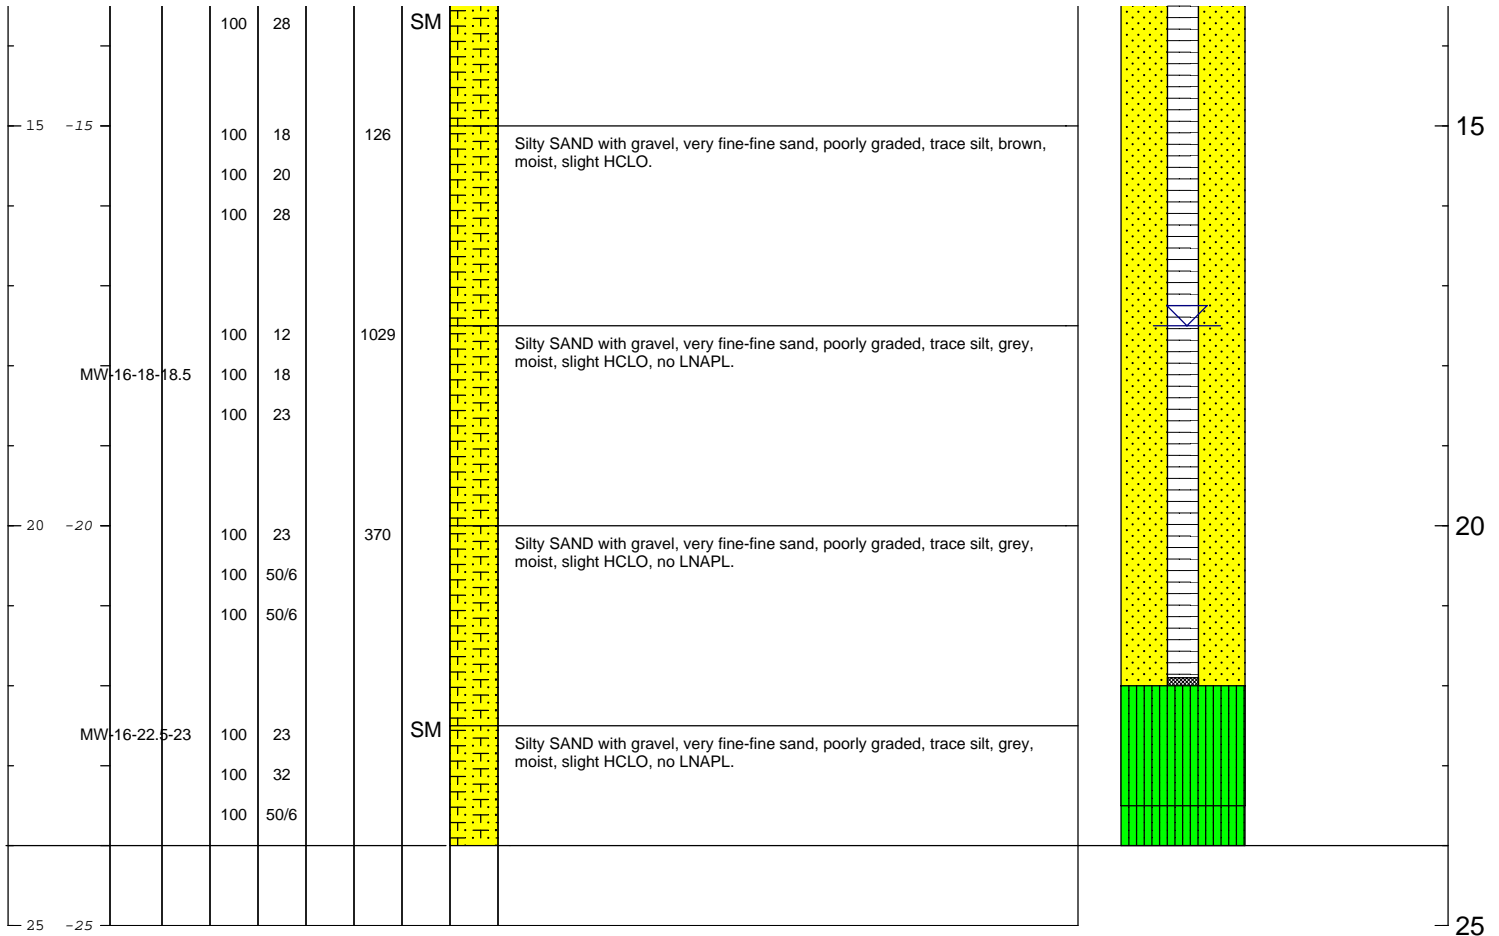 100 28 SM
15 -15 100 18 126 15
Silty SAND with gravel, very fine-fine sand, poorly graded, trace silt, brown,
moist, slight HCLO.
100 20
100 28
100 12 1029
Silty SAND with gravel, very fine-fine sand, poorly graded, trace silt, grey,
moist, slight HCLO, no LNAPL.
MW-16-18-18.5 100 18
100 23
20 -20 100 23 370 20
Silty SAND with gravel, very fine-fine sand, poorly graded, trace silt, grey,
moist, slight HCLO, no LNAPL.
100 50/6
100 50/6
MW-16-22.5-23 100 23 SM
Silty SAND with gravel, very fine-fine sand, poorly graded, trace silt, grey,
moist, slight HCLO, no LNAPL.
100 32
100 50/6
25 -25 25